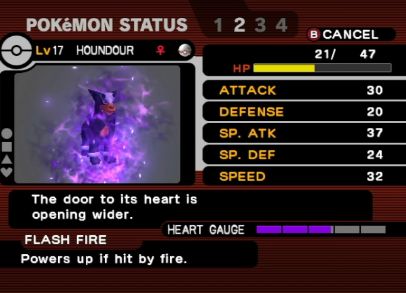 POKéMON STATUS 1 2 3 4 B CANCEL
Lv 17 HOUNDOUR ♀
21/ 47
HP
ATTACK 30
DEFENSE 20
SP. ATK 37
SP. DEF 24
SPEED 32
The door to its heart is
opening wider.
HEART GAUGE
FLASH FIRE
Powers up if hit by fire.